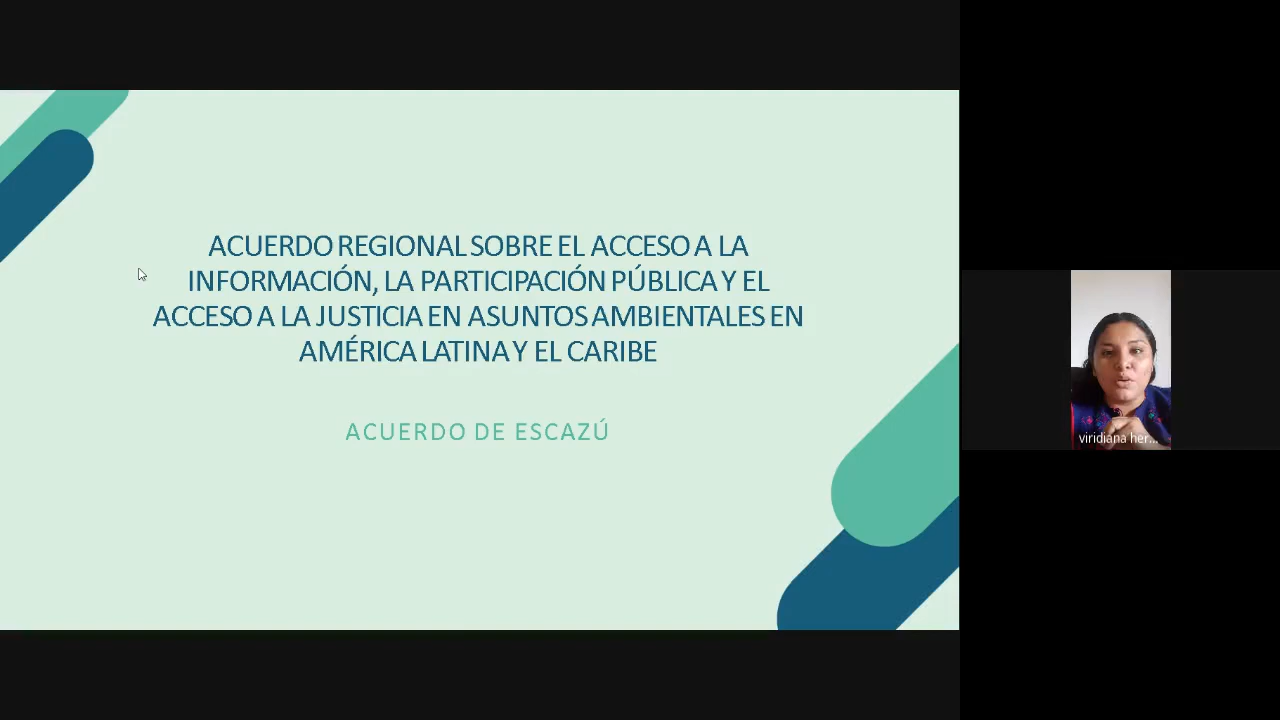 ACUERDO REGIONAL SOBRE EL ACCESO A LA
INFORMACIÓN, LA PARTICIPACIÓN PÚBLICA Y EL
ACCESO A LA JUSTICIA EN ASUNTOS AMBIENTALES EN
AMÉRICA LATINA Y EL CARIBE
ACUERDO DE ESCAZÚ
viridiana her...